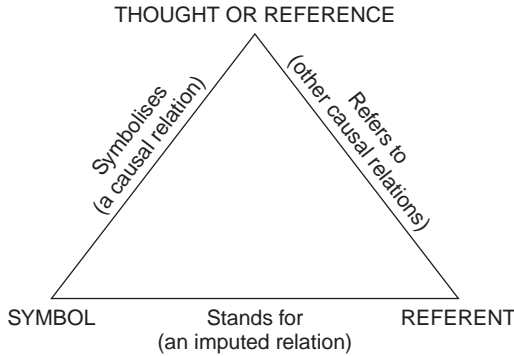 THOUGHT OR REFERENCE
Symbolises
(a causal relation)
Refers to
(other causal relations)
SYMBOL
Stands for
REFERENT
(an imputed relation)